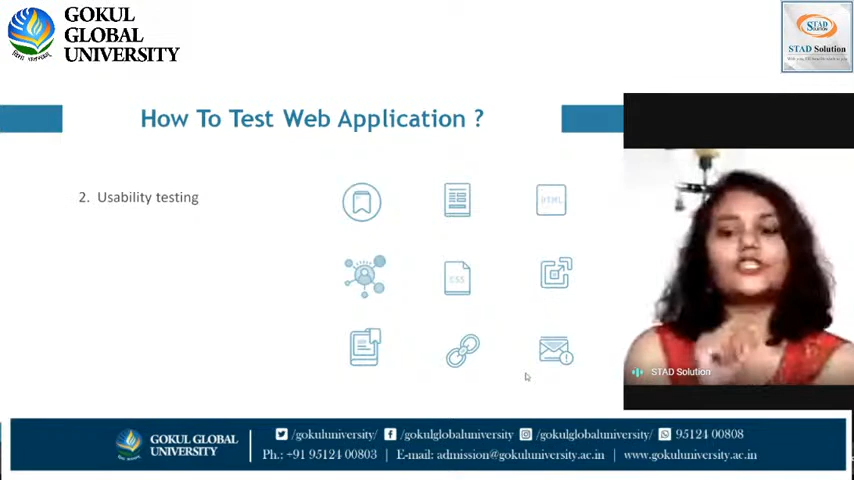 GOKUL
GLOBAL
UNIVERSITY
STAD
SOLUTION
STAD Solution
How To Test Web Application ?
2. Usability testing
HTML
CSS
STAD Solution
GOKUL GLOBAL
UNIVERSITY
/gokuluniversity/ /gokulglobaluniversity /gokulglobaluniversity/ 95124 00808
Ph.: +91 95124 00803 | E-mail: admission@gokuluniversity.ac.in | www.gokuluniversity.ac.in